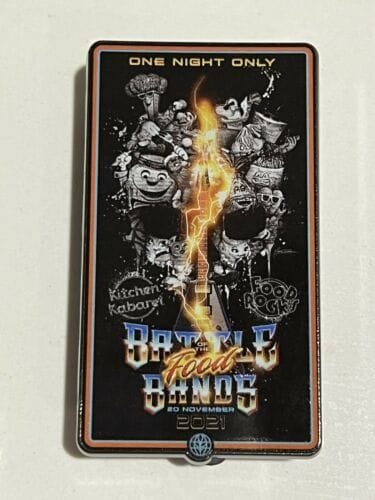 ONE NIGHT ONLY
Kitchen
Kabaret
FOOD
ROCKS
BATTLE
OF THE
Food
BANDS
20 NOVEMBER
2021